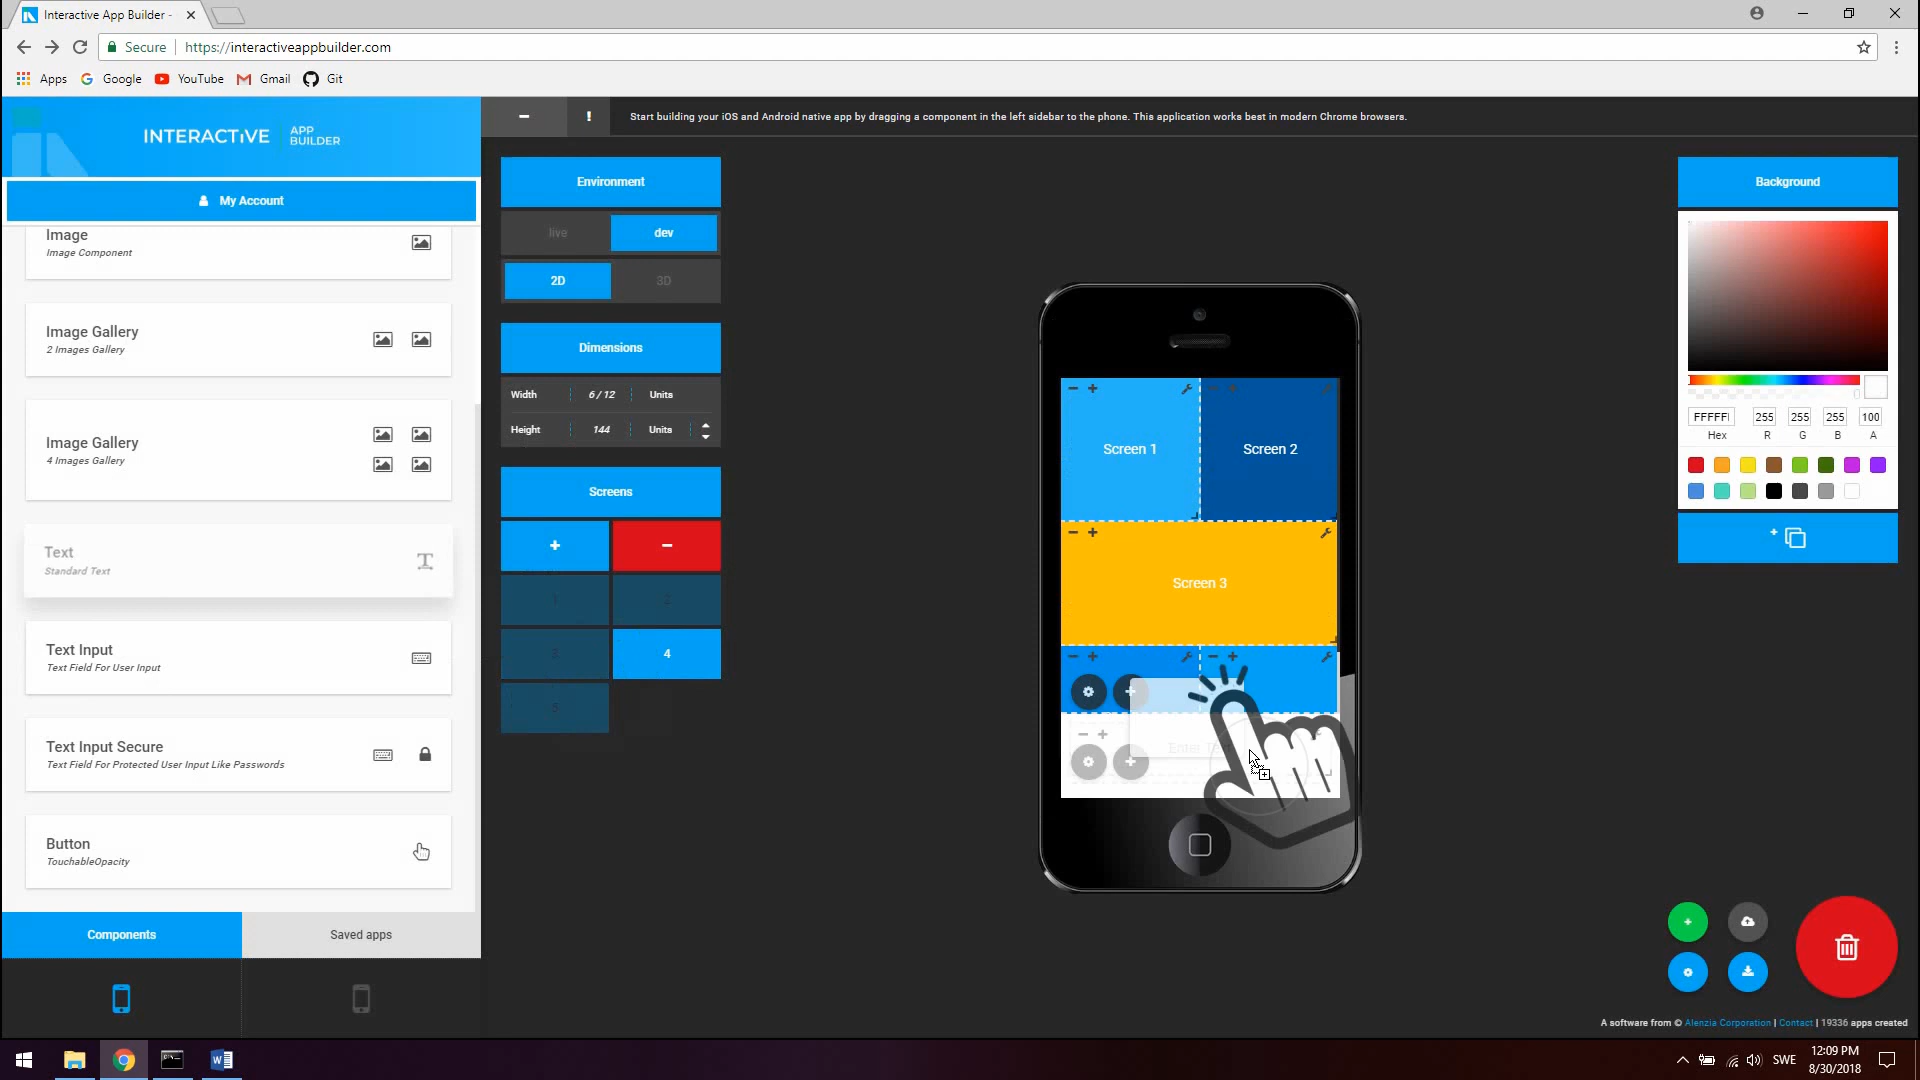 Interactive App Builder -
Secure
https://interactiveappbuilder.com
Apps
Google
YouTube
Gmail
Git
INTERACTiVE
APP
BUILDER
My Account
Image
Image Component
Image Gallery
2 Images Gallery
Image Gallery
4 Images Gallery
Text
Standard Text
Text Input
Text Field For User Input
Text Input Secure
Text Field For Protected User Input Like Passwords
Button
TouchableOpacity
Components
Saved apps
!
Start building your iOS and Android native app by dragging a component in the left sidebar to the phone. This application works best in modern Chrome browsers.
Environment
live
dev
2D
3D
Dimensions
Width
6 / 12
Units
Height
144
Units
Screens
+
−
1
2
3
4
5
Screen 1
Screen 2
Screen 3
Enter
Background
FFFFFI
255
255
255
100
Hex
R
G
B
A
A software from © Alenzia Corporation | Contact | 19336 apps created
SWE
12:09 PM
8/30/2018